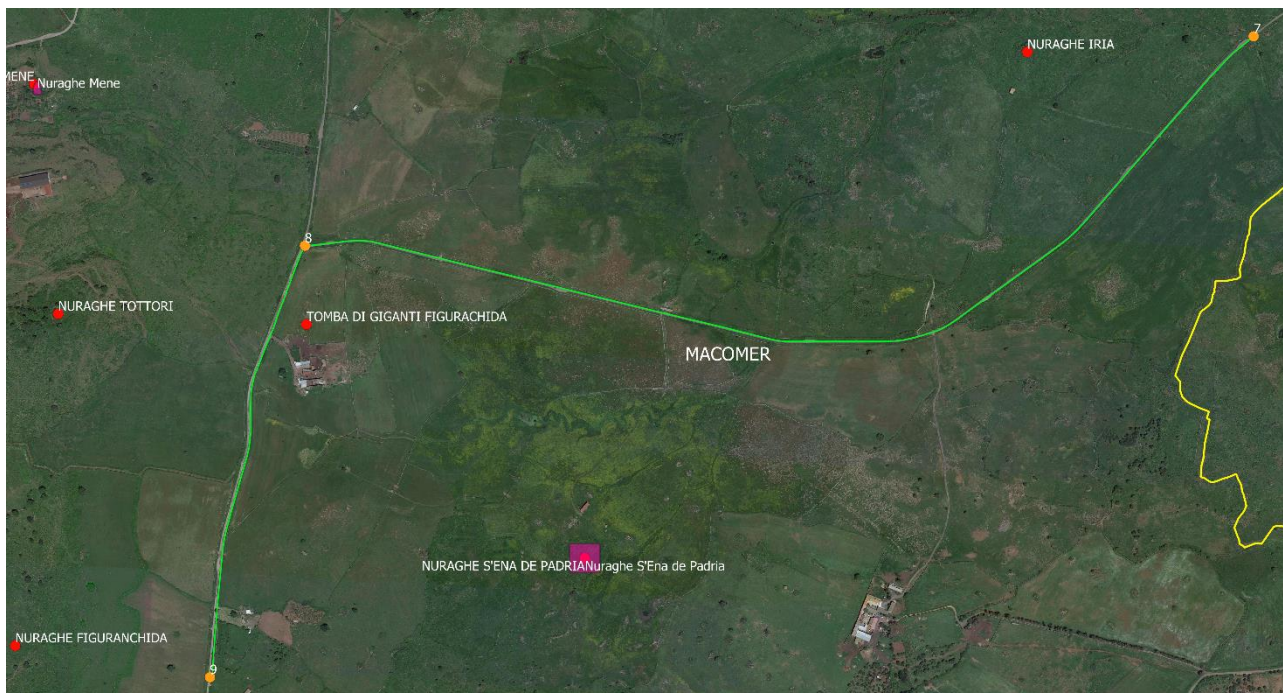 7
NURAGHE IRIA
MENE
Nuraghe Mene
8
NURAGHE TOTTORI
TOMBA DI GIGANTI FIGURACHIDA
MACOMER
NURAGHE S'ENA DE PADRIANuraghe S'Ena de Padria
NURAGHE FIGURANCHIDA
9